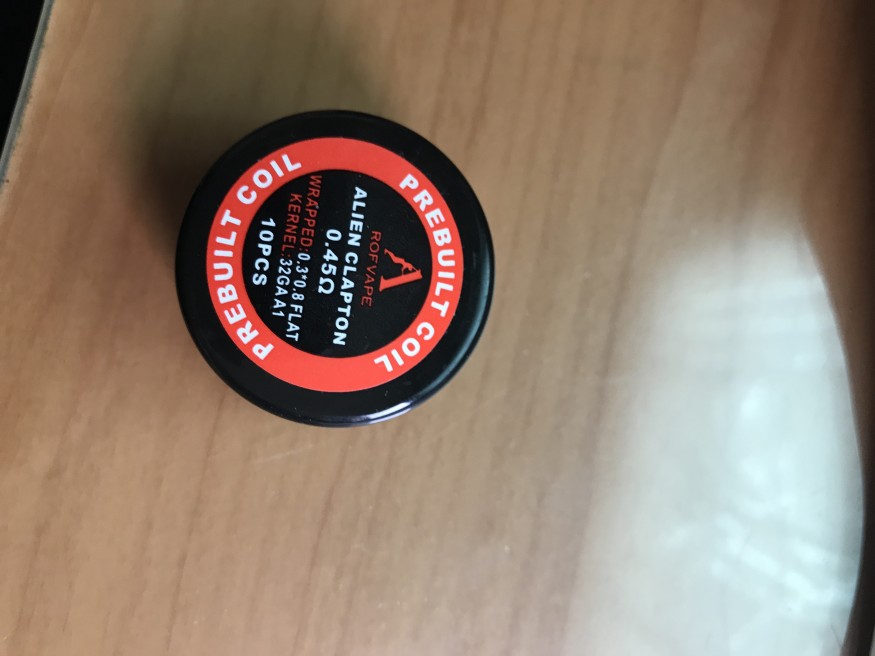 PREBUILT COIL
ROFVAPE
ALIEN CLAPTON
0.45Ω
WRAPPED:0.3*0.8 FLAT
KERNEL:32GA A1
10PCS
PREBUILT COIL